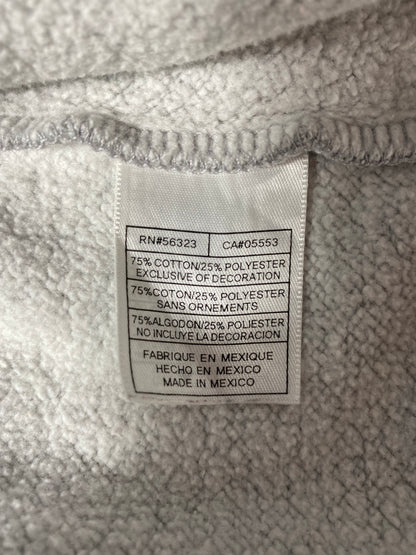 RN#56323 CA#05553
75% COTTON/25% POLYESTER
EXCLUSIVE OF DECORATION
75%COTON/25% POLYESTER
SANS ORNEMENTS
75%ALGODON/25% POLIESTER
NO INCLUYE LA DECORACION
FABRIQUE EN MEXIQUE
HECHO EN MEXICO
MADE IN MEXICO